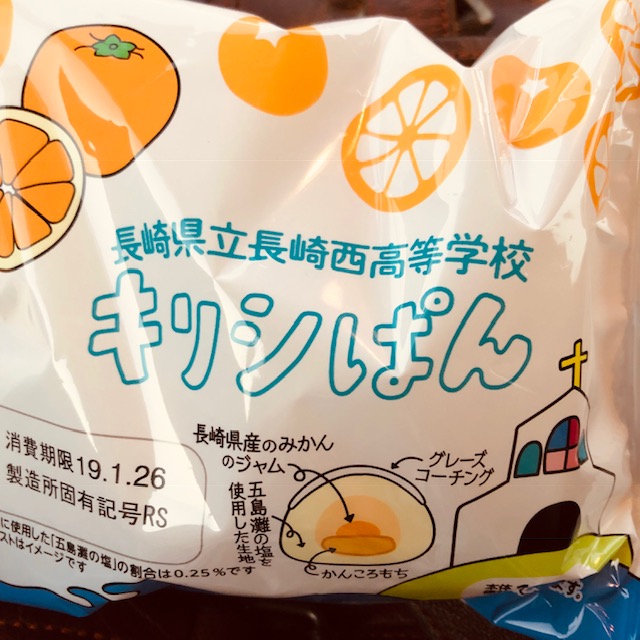 長崎県立長崎西高等学校
キリシぱん
消費期限19.1.26
製造所固有記号RS
に使用した「五島灘の塩」の割合は0.25%です
ストはイメージです
長崎県産のみかん
のジャム
グレーズ
コーチング
五島灘の塩を
使用した生地
かんころもち